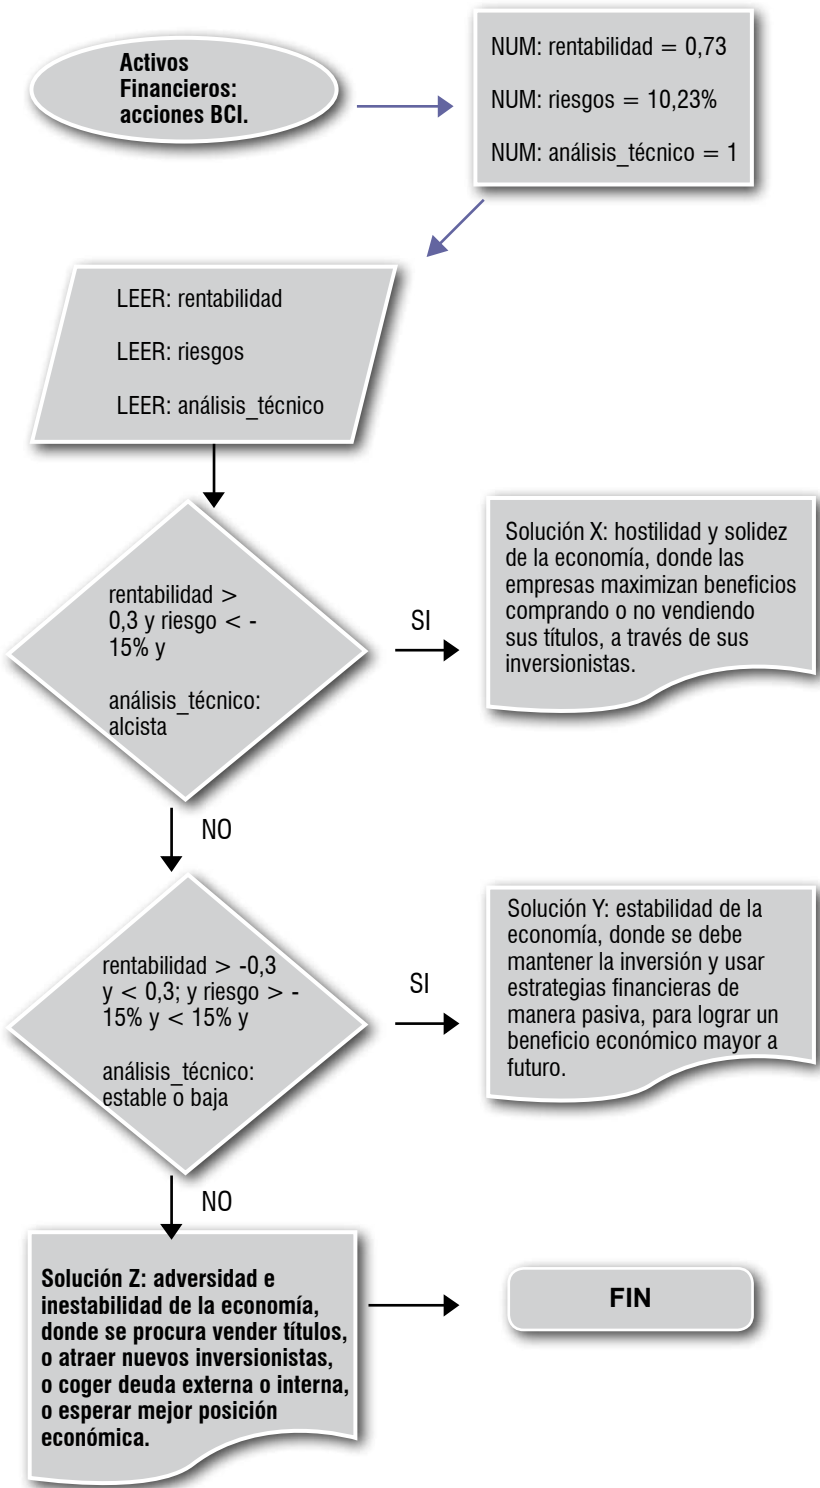 Activos
Financieros:
acciones BCI.
NUM: rentabilidad = 0,73
NUM: riesgos = 10,23%
NUM: análisis_técnico = 1
LEER: rentabilidad
LEER: riesgos
LEER: análisis_técnico
rentabilidad >
0,3 y riesgo < -
15% y
análisis_técnico:
alcista
SI
Solución X: hostilidad y solidez
de la economía, donde las
empresas maximizan beneficios
comprando o no vendiendo
sus títulos, a través de sus
inversionistas.
NO
rentabilidad > -0,3
y < 0,3; y riesgo > -
15% y < 15% y
análisis_técnico:
estable o baja
SI
Solución Y: estabilidad de la
economía, donde se debe
mantener la inversión y usar
estrategias financieras de
manera pasiva, para lograr un
beneficio económico mayor a
futuro.
NO
Solución Z: adversidad e
inestabilidad de la economía,
donde se procura vender títulos,
o atraer nuevos inversionistas,
o coger deuda externa o interna,
o esperar mejor posición
económica.
FIN